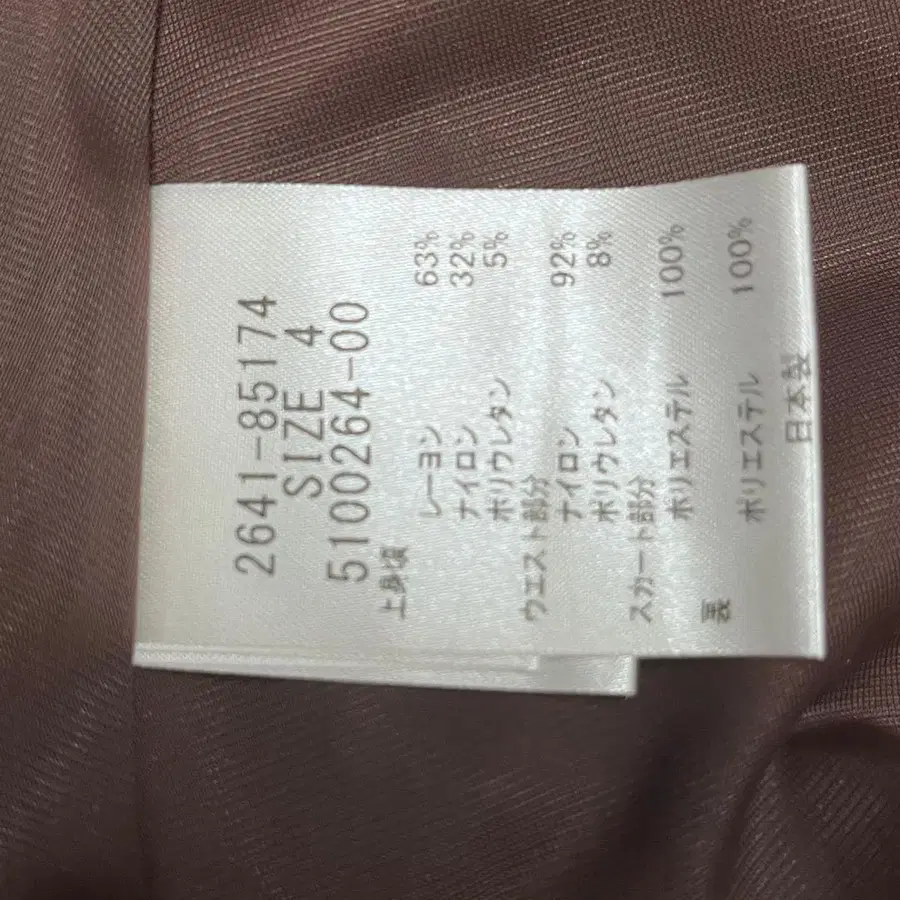 2641-85174
SIZE 4
5100264-00
上身頃
レーヨン 63%
ナイロン 32%
ポリウレタン 5%
ウエスト部分
ナイロン 92%
ポリウレタン 8%
スカート部分
ポリエステル 100%
裏
ポリエステル 100%
日本製